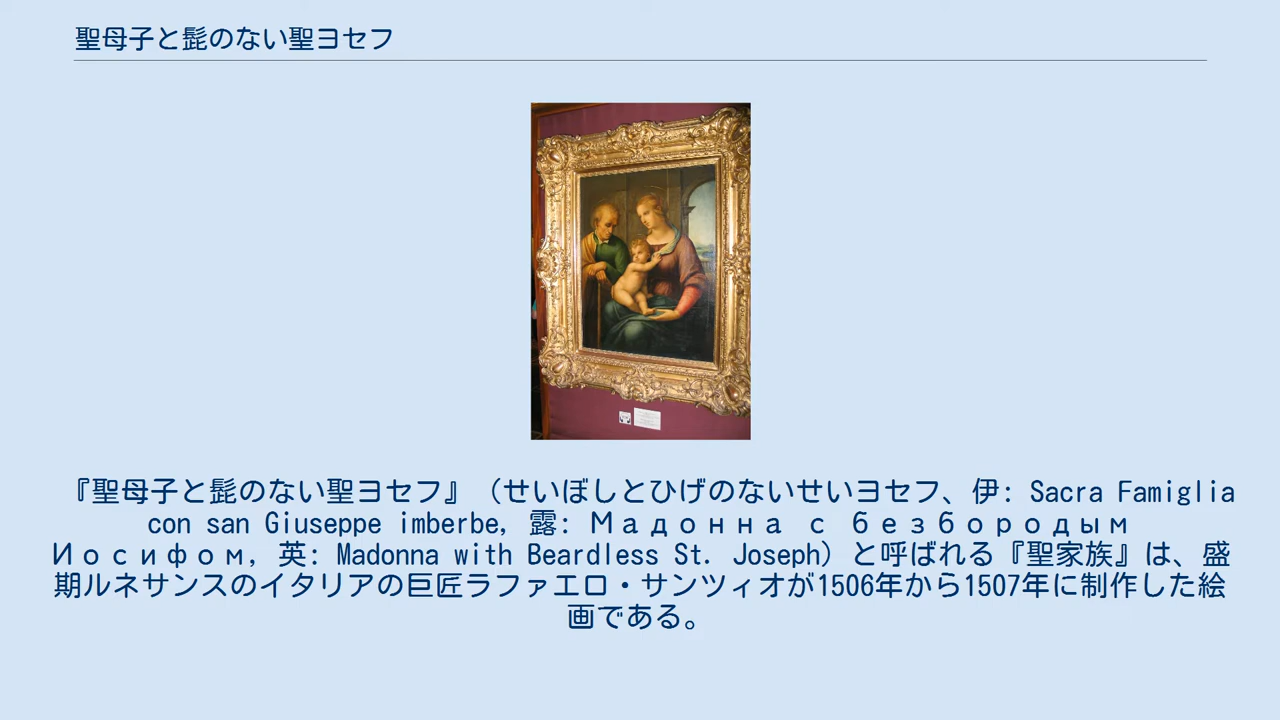 聖母子と髭のない聖ヨセフ
『聖母子と髭のない聖ヨセフ』（せいぼしとひげのないせいヨセフ、伊: Sacra Famiglia
con san Giuseppe imberbe, 露: Мадонна с безбородым
Иосифом, 英: Madonna with Beardless St. Joseph）と呼ばれる『聖家族』は、盛
期ルネサンスのイタリアの巨匠ラファエロ・サンツィオが1506年から1507年に制作した絵
画である。